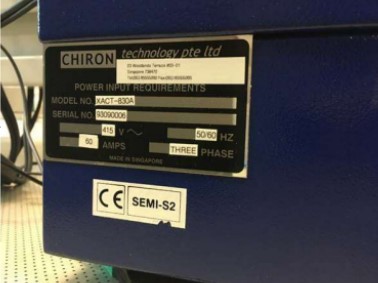 CHIRON technology pte ltd
POWER INPUT REQUIREMENTS
MODEL NO. XACT-830A
SERIAL NO. 93090006
415 V ~ 50/60 HZ
60 AMPS THREE PHASE
MADE IN SINGAPORE
CE SEMI-S2